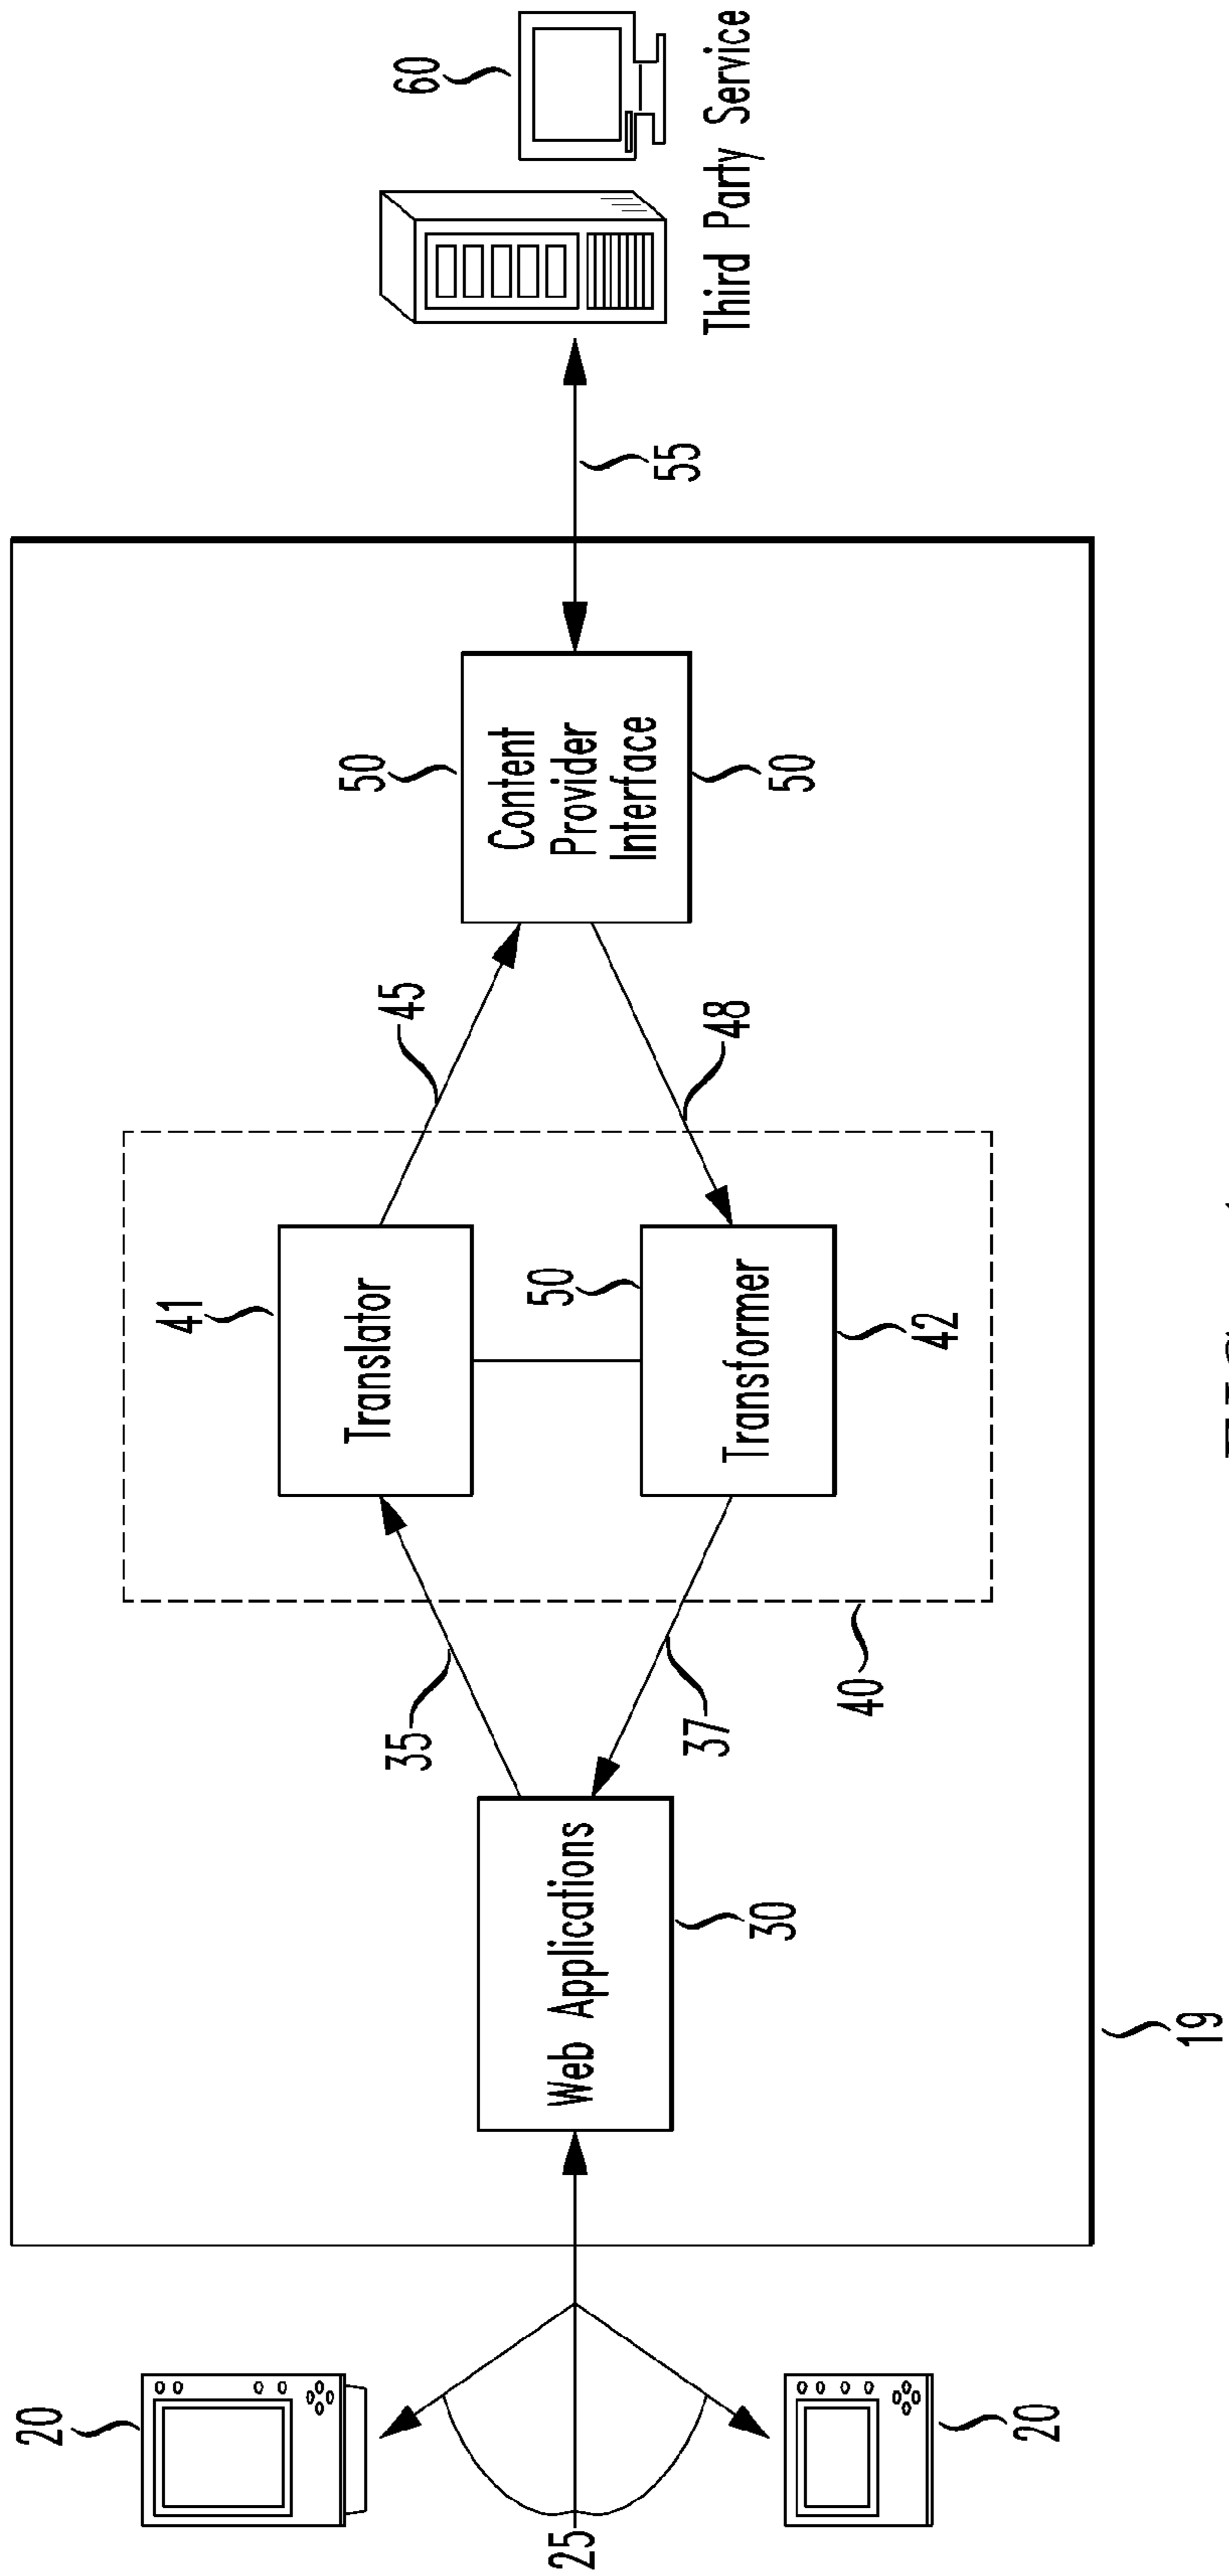 20
20
25
19
Web Applications
30
35
37
40
41
Translator
50
Transformer
42
45
48
50
Content
Provider
Interface
50
55
60
Third Party Service